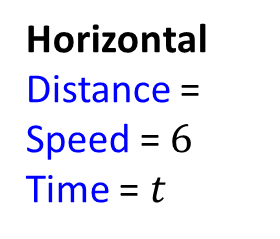 Horizontal
Distance =
Speed = 6
Time = t